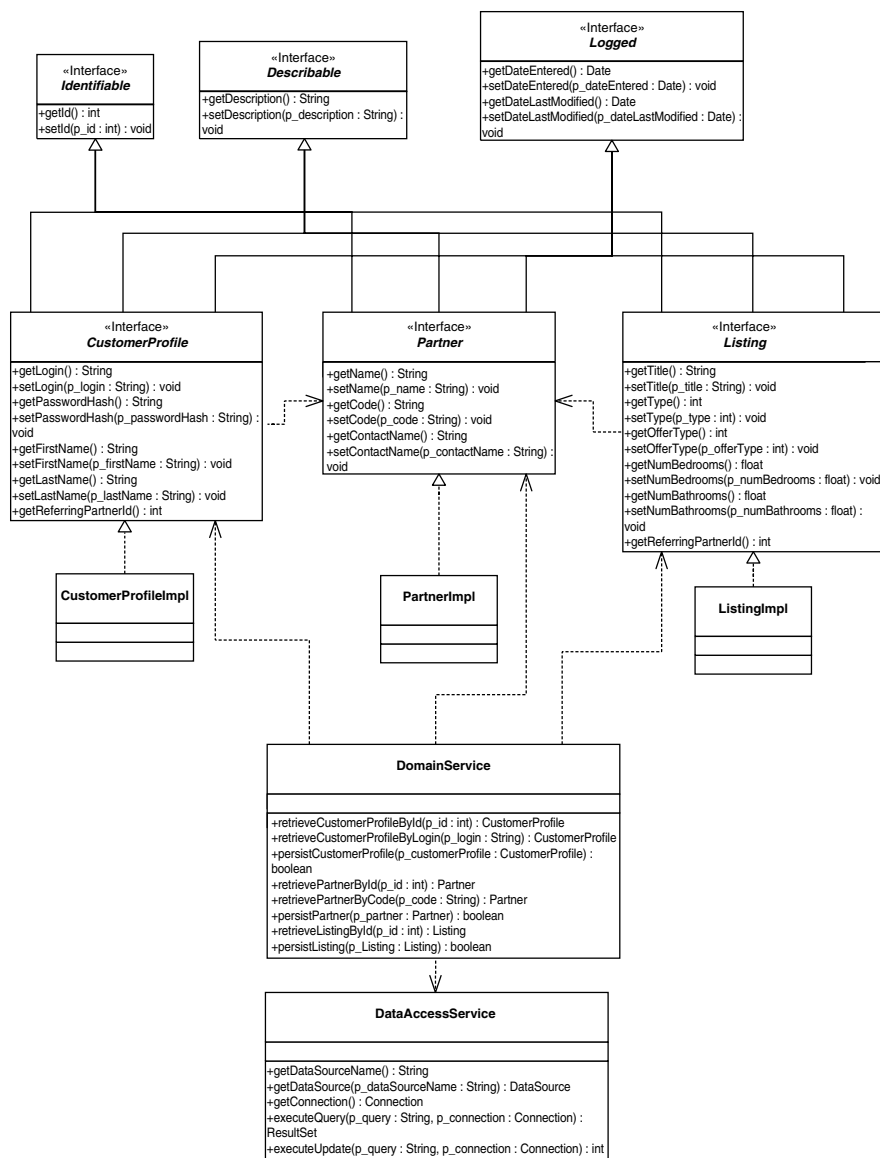 «Interface»
Identifiable
+getId() : int
+setId(p_id : int) : void
«Interface»
Describable
+getDescription() : String
+setDescription(p_description : String) :
void
«Interface»
Logged
+getDateEntered() : Date
+setDateEntered(p_dateEntered : Date) : void
+getDateLastModified() : Date
+setDateLastModified(p_dateLastModified : Date) :
void
«Interface»
CustomerProfile
+getLogin() : String
+setLogin(p_login : String) : void
+getPasswordHash() : String
+setPasswordHash(p_passwordHash : String) :
void
+getFirstName() : String
+setFirstName(p_firstName : String) : void
+getLastName() : String
+setLastName(p_lastName : String) : void
+getReferringPartnerId() : int
«Interface»
Partner
+getName() : String
+setName(p_name : String) : void
+getCode() : String
+setCode(p_code : String) : void
+getContactName() : String
+setContactName(p_contactName : String) :
void
«Interface»
Listing
+getTitle() : String
+setTitle(p_title : String) : void
+getType() : int
+setType(p_type : int) : void
+getOfferType() : int
+setOfferType(p_offerType : int) : void
+getNumBedrooms() : float
+setNumBedrooms(p_numBedrooms : float) : void
+getNumBathrooms() : float
+setNumBathrooms(p_numBathrooms : float) :
void
+getReferringPartnerId() : int
CustomerProfileImpl
PartnerImpl
ListingImpl
DomainService
+retrieveCustomerProfileById(p_id : int) : CustomerProfile
+retrieveCustomerProfileByLogin(p_login : String) : CustomerProfile
+persistCustomerProfile(p_customerProfile : CustomerProfile) :
boolean
+retrievePartnerById(p_id : int) : Partner
+retrievePartnerByCode(p_code : String) : Partner
+persistPartner(p_partner : Partner) : boolean
+retrieveListingById(p_id : int) : Listing
+persistListing(p_Listing : Listing) : boolean
DataAccessService
+getDataSourceName() : String
+getDataSource(p_dataSourceName : String) : DataSource
+getConnection() : Connection
+executeQuery(p_query : String, p_connection : Connection) :
ResultSet
+executeUpdate(p_query : String, p_connection : Connection) : int